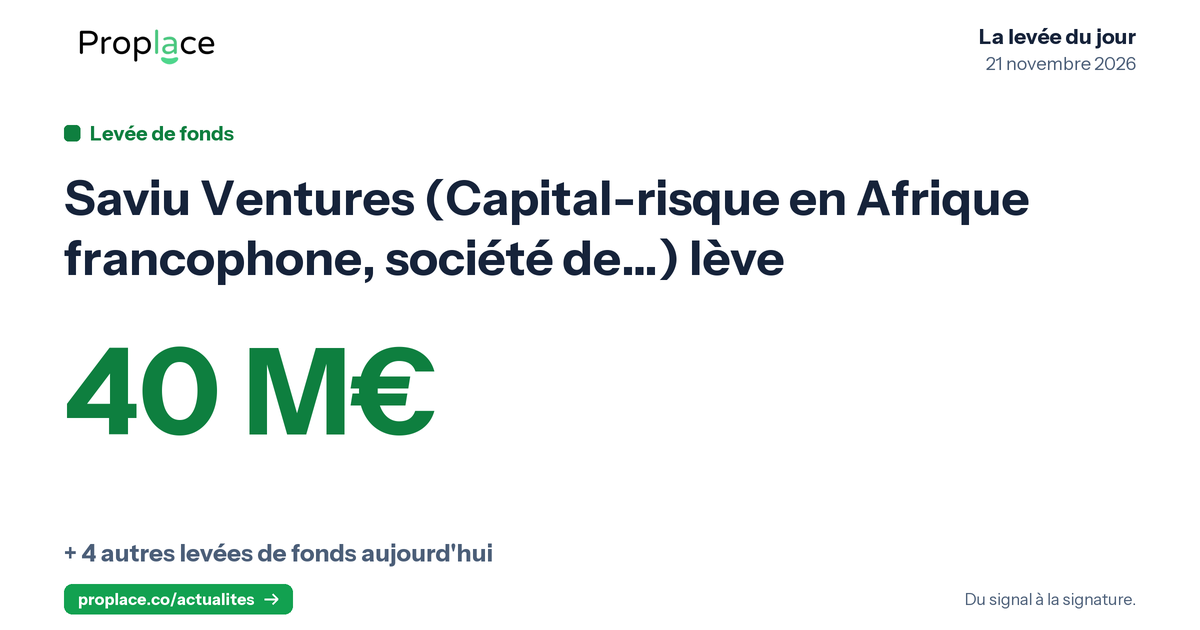 Proplace
La levée du jour
21 novembre 2026
Levée de fonds
Saviu Ventures (Capital-risque en Afrique
francophone, société de...) lève
40 M€
+ 4 autres levées de fonds aujourd'hui
proplace.co/actualites →
Du signal à la signature.